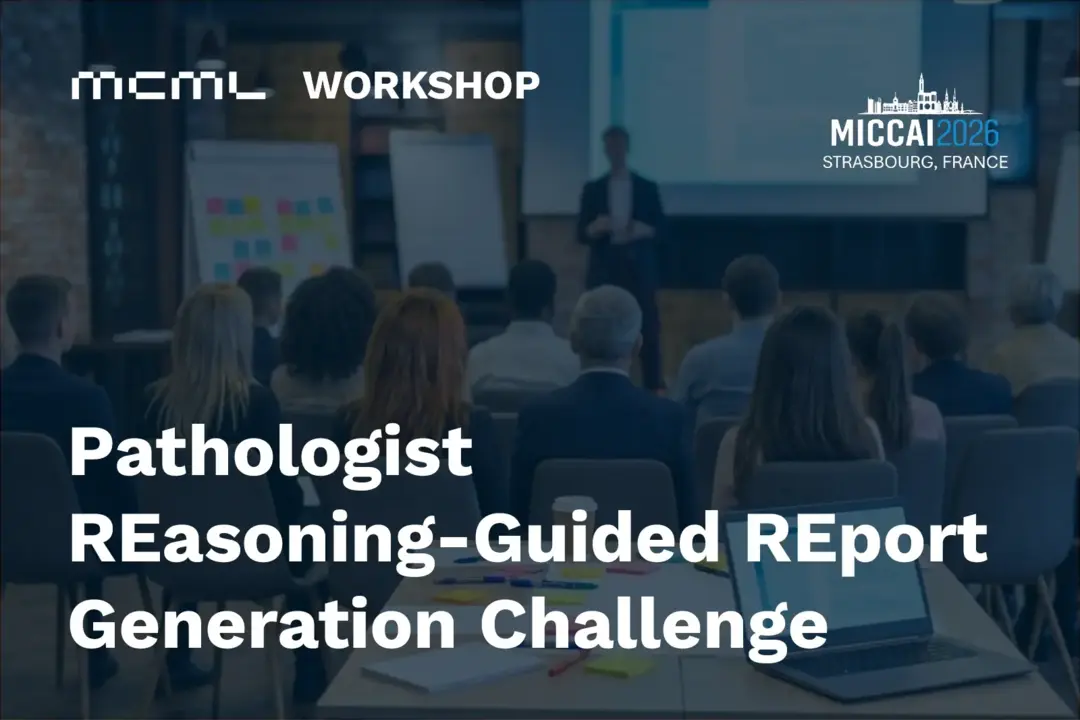 mcml WORKSHOP
MICCAI2026
STRASBOURG, FRANCE
Pathologist
REasoning-Guided REport
Generation Challenge